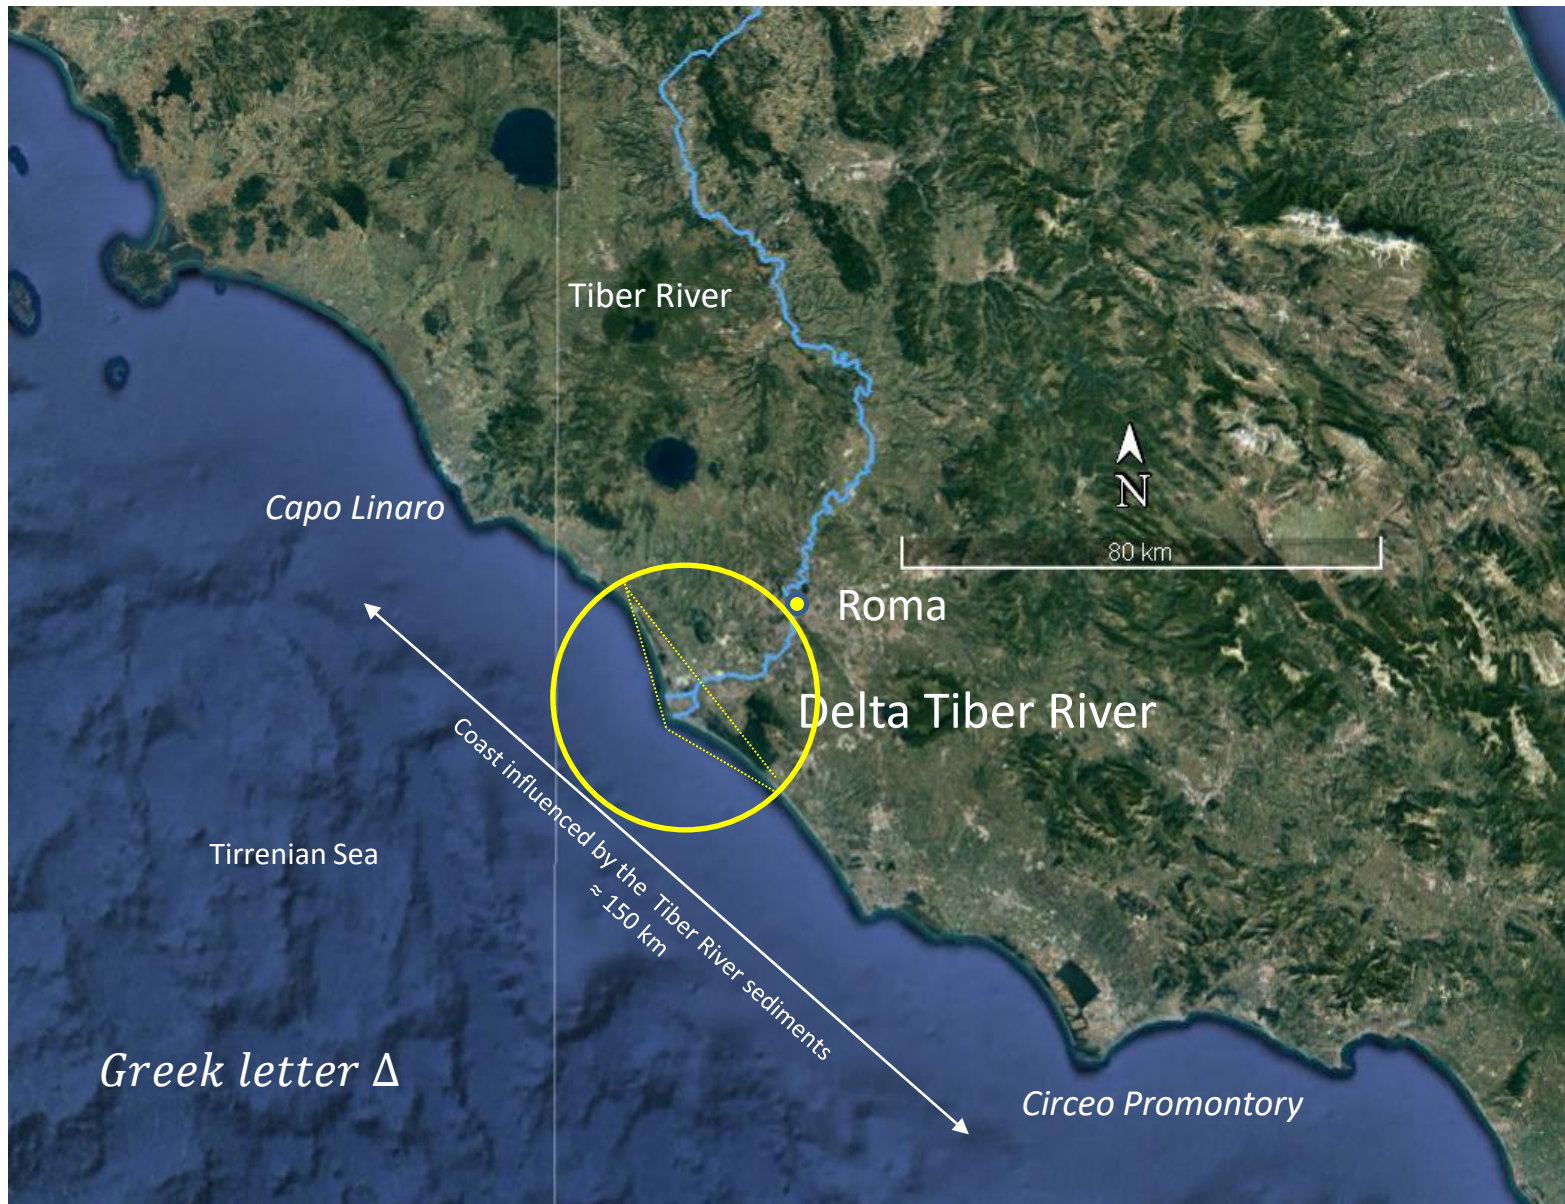 Tiber River
N
Capo Linaro
80 km
Roma
Delta Tiber River
Coast influenced by the Tiber River sediments
≈ 150 km
Tirrenian Sea
Greek letter Δ
Circeo Promontory